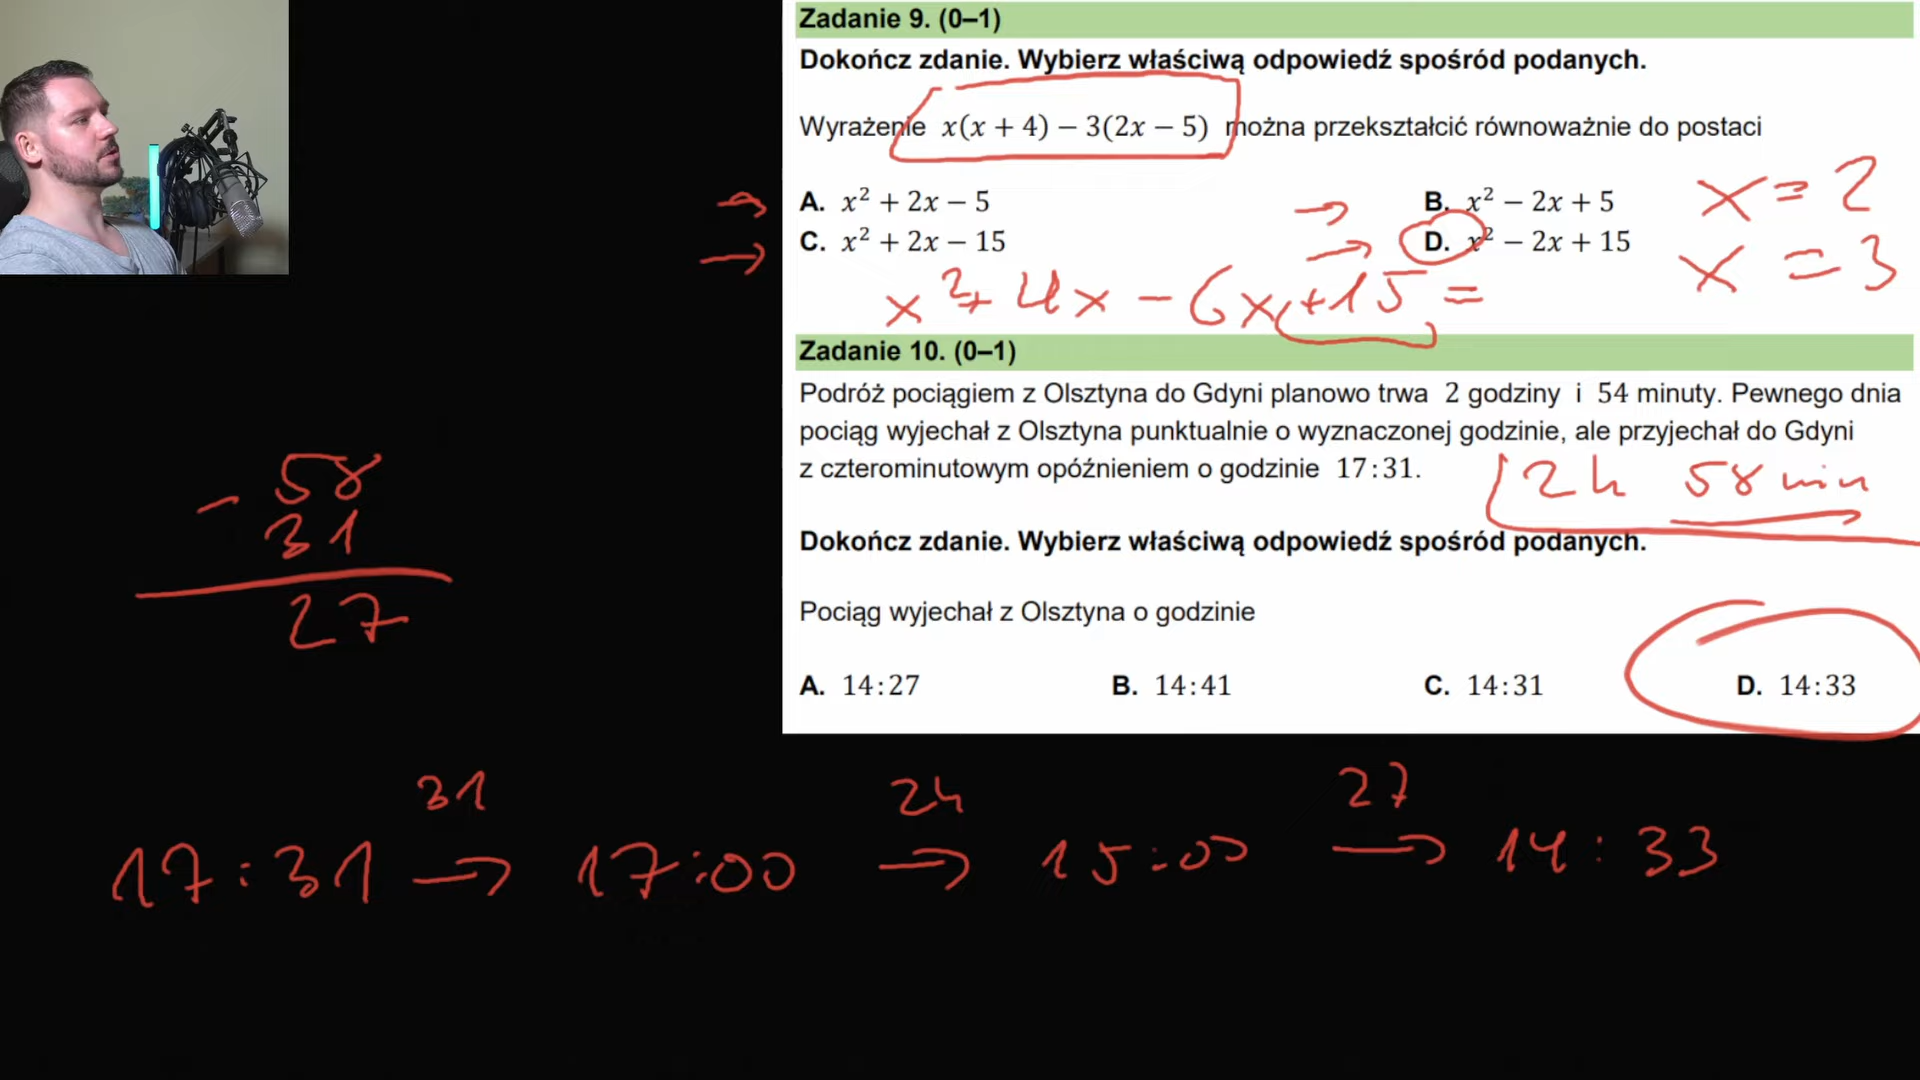 Zadanie 9. (0–1)
Dokończ zdanie. Wybierz właściwą odpowiedź spośród podanych.
Wyrażenie x(x + 4) − 3(2x − 5) można przekształcić równoważnie do postaci
A. x² + 2x − 5
B. x² − 2x + 5
C. x² + 2x − 15
D. x² − 2x + 15
x = 2
x = 3
x² + 4x − 6x + 15 =
Zadanie 10. (0–1)
Podróż pociągiem z Olsztyna do Gdyni planowo trwa 2 godziny i 54 minuty. Pewnego dnia
pociąg wyjechał z Olsztyna punktualnie o wyznaczonej godzinie, ale przyjechał do Gdyni
z czterominutowym opóźnieniem o godzinie 17:31.
2h 58 min
Dokończ zdanie. Wybierz właściwą odpowiedź spośród podanych.
Pociąg wyjechał z Olsztyna o godzinie
A. 14:27
B. 14:41
C. 14:31
D. 14:33
− 58
31
27
31
2h
27
17:31 → 17:00 → 15:00 → 14:33